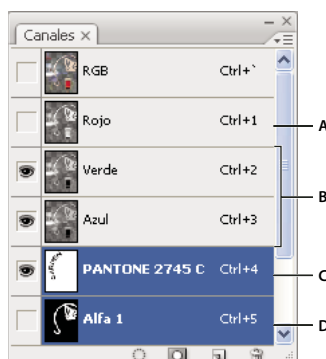 Canales ×
RGB Ctrl+`
Rojo Ctrl+1
A
Verde Ctrl+2
B
Azul Ctrl+3
PANTONE 2745 C Ctrl+4
C
Alfa 1 Ctrl+5
D